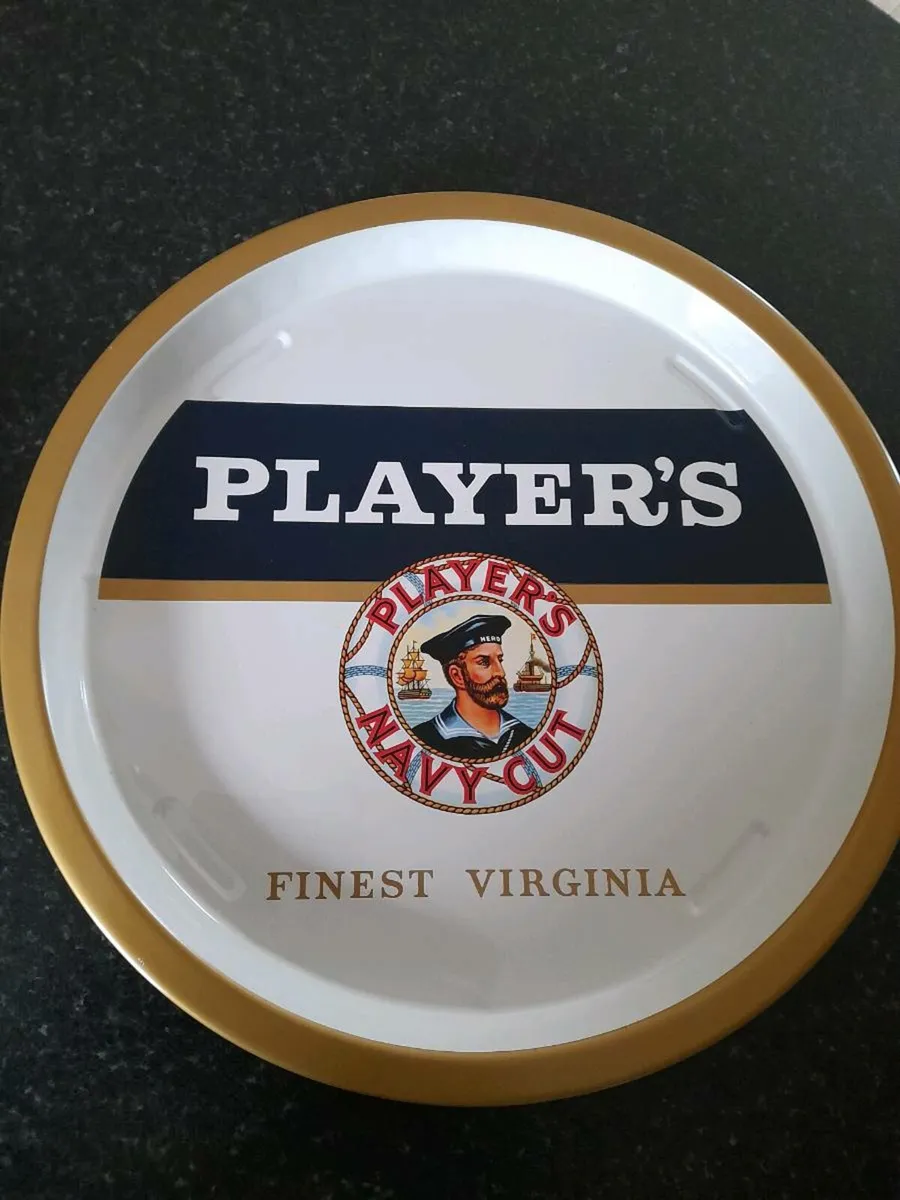 PLAYER'S
PLAYER'S
HERO
NAVY CUT
FINEST VIRGINIA